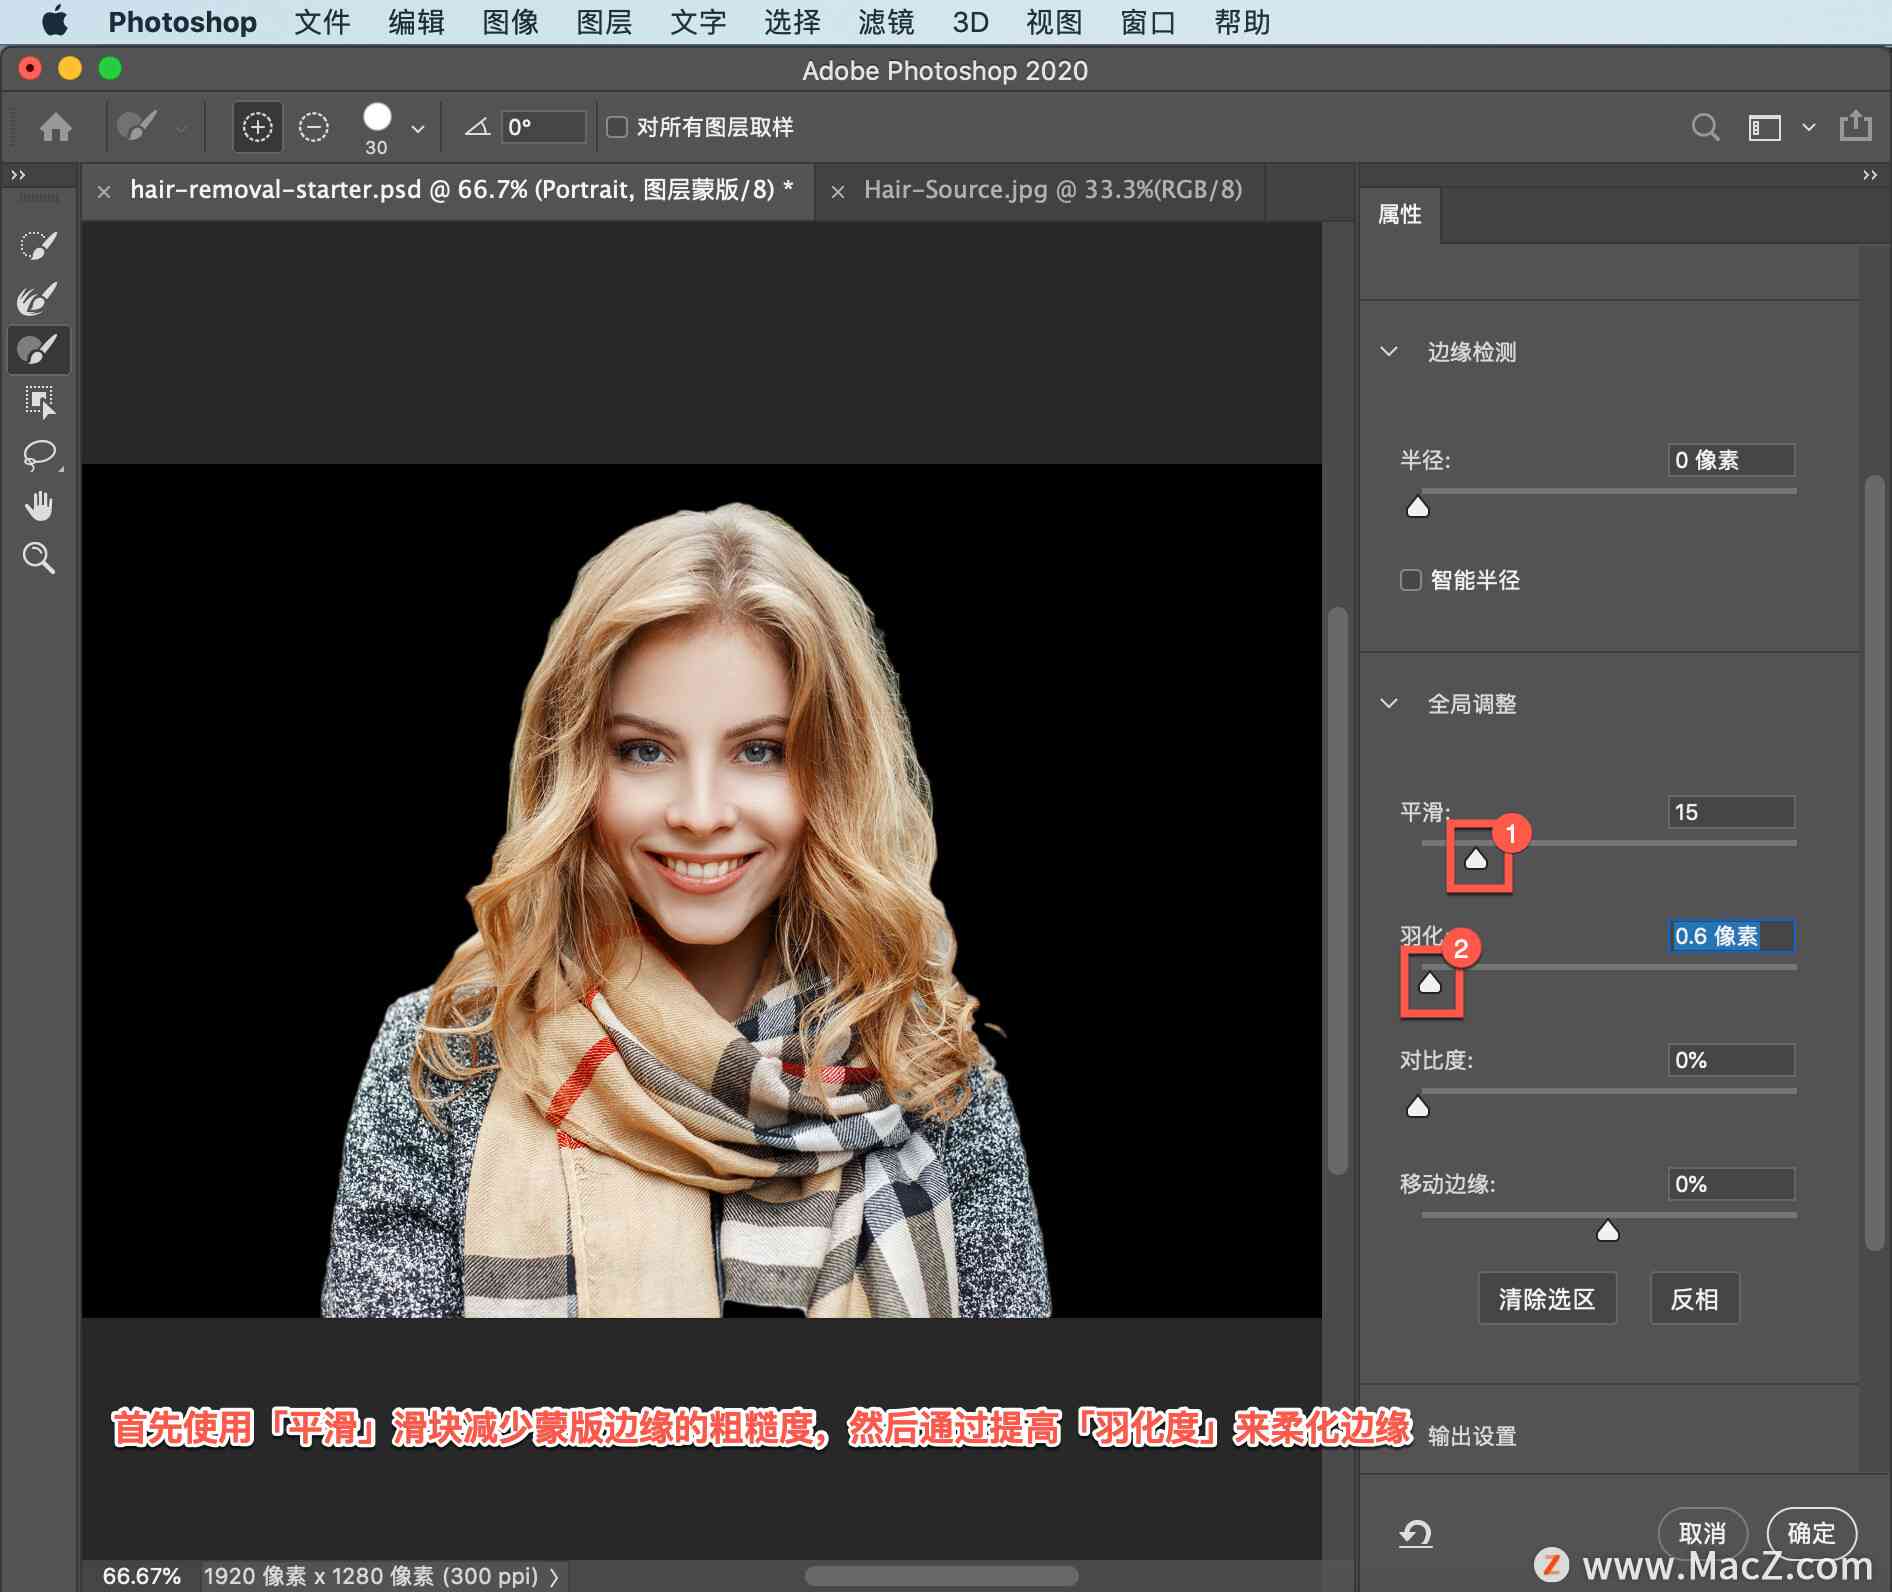 Photoshop 文件 编辑 图像 图层 文字 选择 滤镜 3D 视图 窗口 帮助
Adobe Photoshop 2020
30
0°
对所有图层取样
hair-removal-starter.psd @ 66.7% (Portrait, 图层蒙版/8) *
Hair-Source.jpg @ 33.3%(RGB/8)
属性
边缘检测
半径: 0 像素
智能半径
全局调整
平滑: 15
1
羽化: 0.6 像素
2
对比度: 0%
移动边缘: 0%
清除选区 反相
首先使用「平滑」滑块减少蒙版边缘的粗糙度，然后通过提高「羽化度」来柔化边缘
输出设置
取消 确定
66.67% 1920 像素 x 1280 像素 (300 ppi)
Z www.MacZ.com